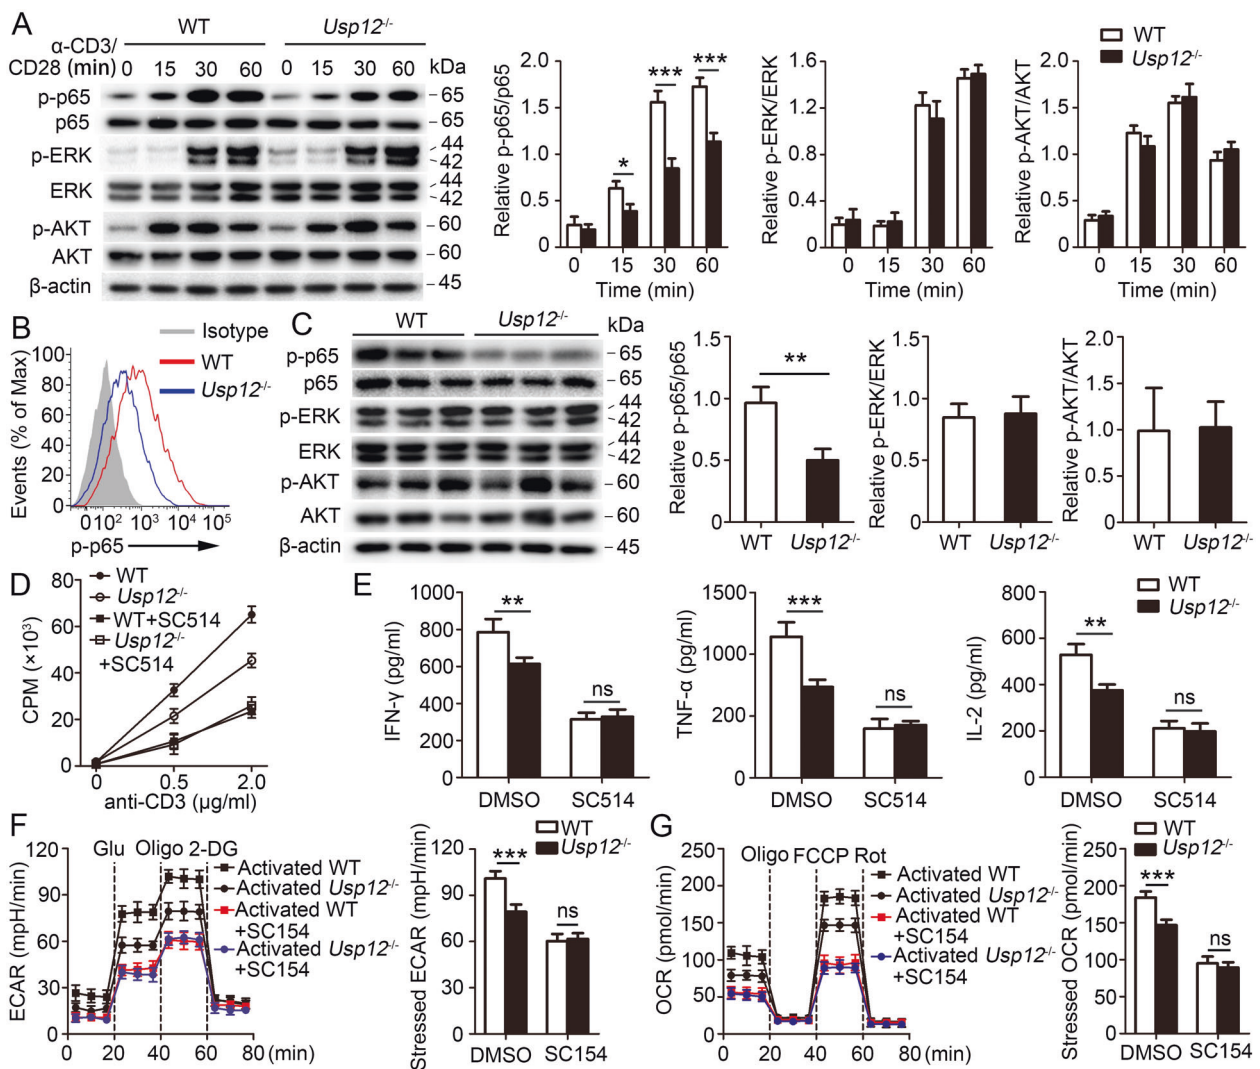 A
WT Usp12-/-
α-CD3/
CD28 (min) 0 15 30 60 0 15 30 60 kDa
p-p65 65
p65 65
p-ERK 44
42
ERK 44
42
p-AKT 60
AKT 60
β-actin 45
Relative p-p65/p65
2.0
1.5
1.0
0.5
0
* *** ***
0 15 30 60
Time (min)
Relative p-ERK/ERK
1.6
1.2
0.8
0.4
0
0 15 30 60
Time (min)
WT
Usp12-/-
Relative p-AKT/AKT
2.0
1.5
1.0
0.5
0
0 15 30 60
Time (min)
B
Isotype
WT
Usp12-/-
Events (% of Max)
100
80
60
40
20
0
0 10² 10³ 10⁴ 10⁵
p-p65
C
WT Usp12-/- kDa
p-p65 65
p65 65
p-ERK 44
42
ERK 44
42
p-AKT 60
AKT 60
β-actin 45
Relative p-p65/p65
1.5
1.0
0.5
0
**
WT Usp12-/-
Relative p-ERK/ERK
1.5
1.0
0.5
0
WT Usp12-/-
Relative p-AKT/AKT
2.0
1.5
1.0
0.5
0
WT Usp12-/-
D
WT
Usp12-/-
WT+SC514
Usp12-/-
+SC514
CPM (×10³)
80
60
40
20
0
0 0.5 2.0
anti-CD3 (µg/ml)
E
IFN-γ (pg/ml)
1000
800
600
400
200
0
** ns
DMSO SC514
TNF-α (pg/ml)
1500
1000
200
100
0
*** ns
DMSO SC514
WT
Usp12-/-
IL-2 (pg/ml)
800
600
400
200
0
** ns
DMSO SC514
F
Glu Oligo 2-DG
ECAR (mpH/min)
120
90
60
30
0
0 20 40 60 80 (min)
Activated WT
Activated Usp12-/-
Activated WT
+SC154
Activated Usp12-/-
+SC154
WT
Usp12-/-
Stressed ECAR (mpH/min)
120
100
80
60
40
20
0
*** ns
DMSO SC154
G
Oligo FCCP Rot
OCR (pmol/min)
250
200
150
100
50
0
0 20 40 60 80 (min)
Activated WT
Activated Usp12-/-
Activated WT
+SC154
Activated Usp12-/-
+SC154
WT
Usp12-/-
Stressed OCR (pmol/min)
250
200
150
100
50
0
*** ns
DMSO SC154